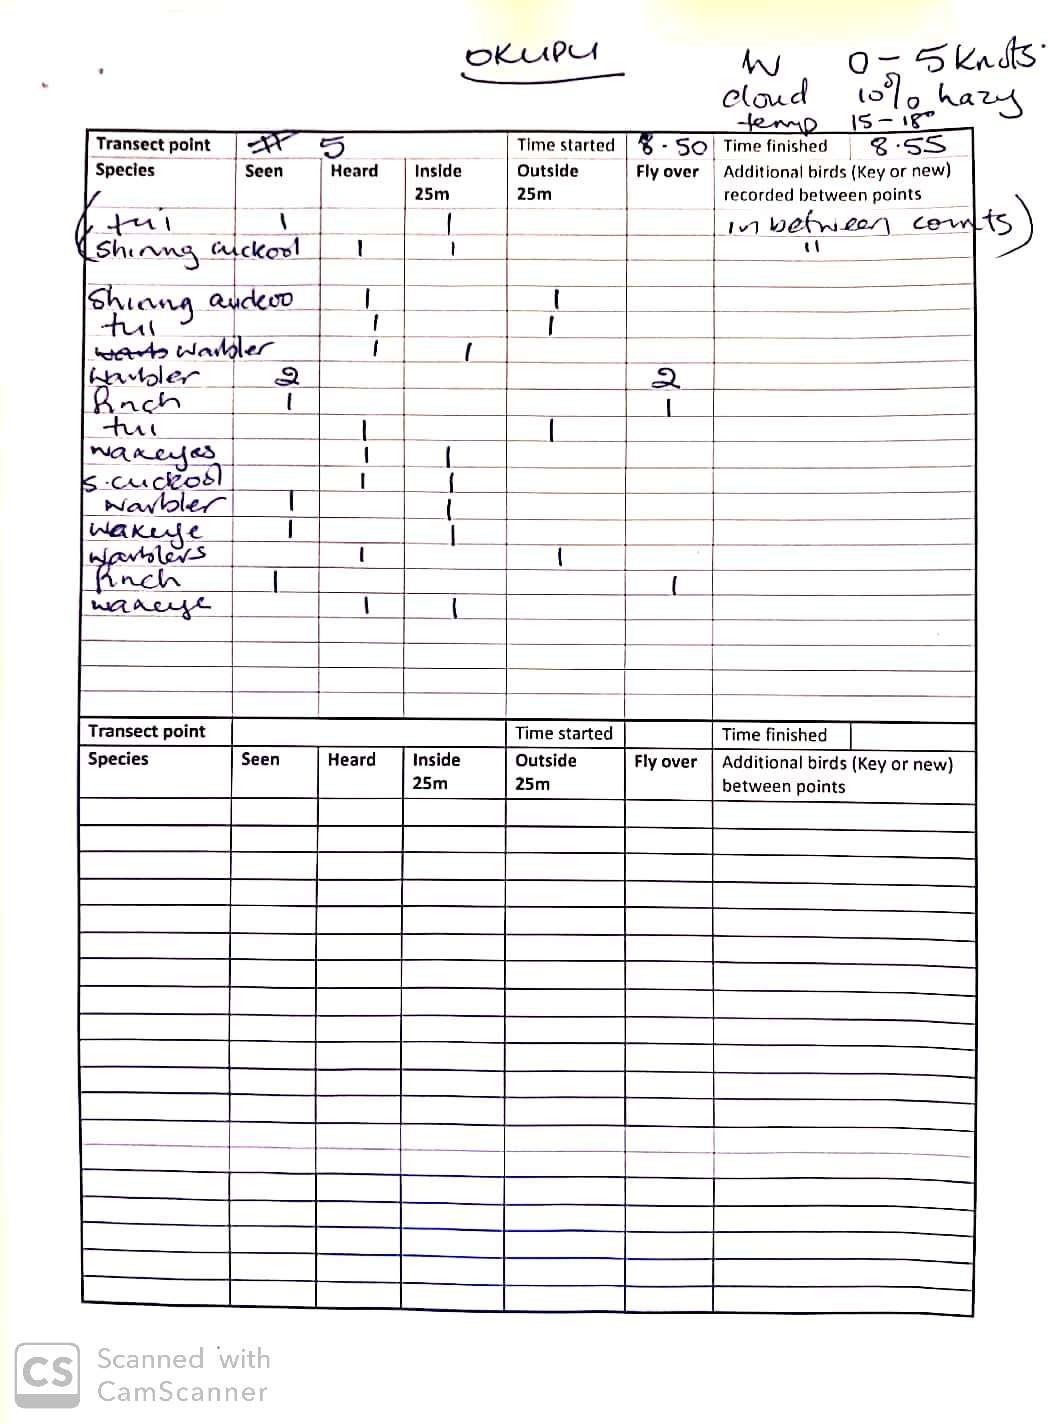 OKUPU
W 0 - 5 knots.
cloud 10% hazy
temp 15 - 18°
Transect point # 5 Time started 8.50 Time finished 8.55
Species Seen Heard Inside 25m Outside 25m Fly over Additional birds (Key or new) recorded between points
(tui 1 1 in between counts)
(shining cuckool 1 1 "
Shining cuckoo 1 1
tui 1 1
warbler 1 1
Warbler 2 2
finch 1 1
tui 1 1
waxeyes 1 1
s.cuckool 1 1
warbler 1 1
waxeye 1 1
Warblers 1 1
finch 1 1
waxeye 1 1
Transect point Time started Time finished
Species Seen Heard Inside 25m Outside 25m Fly over Additional birds (Key or new) between points
CS Scanned with
CamScanner